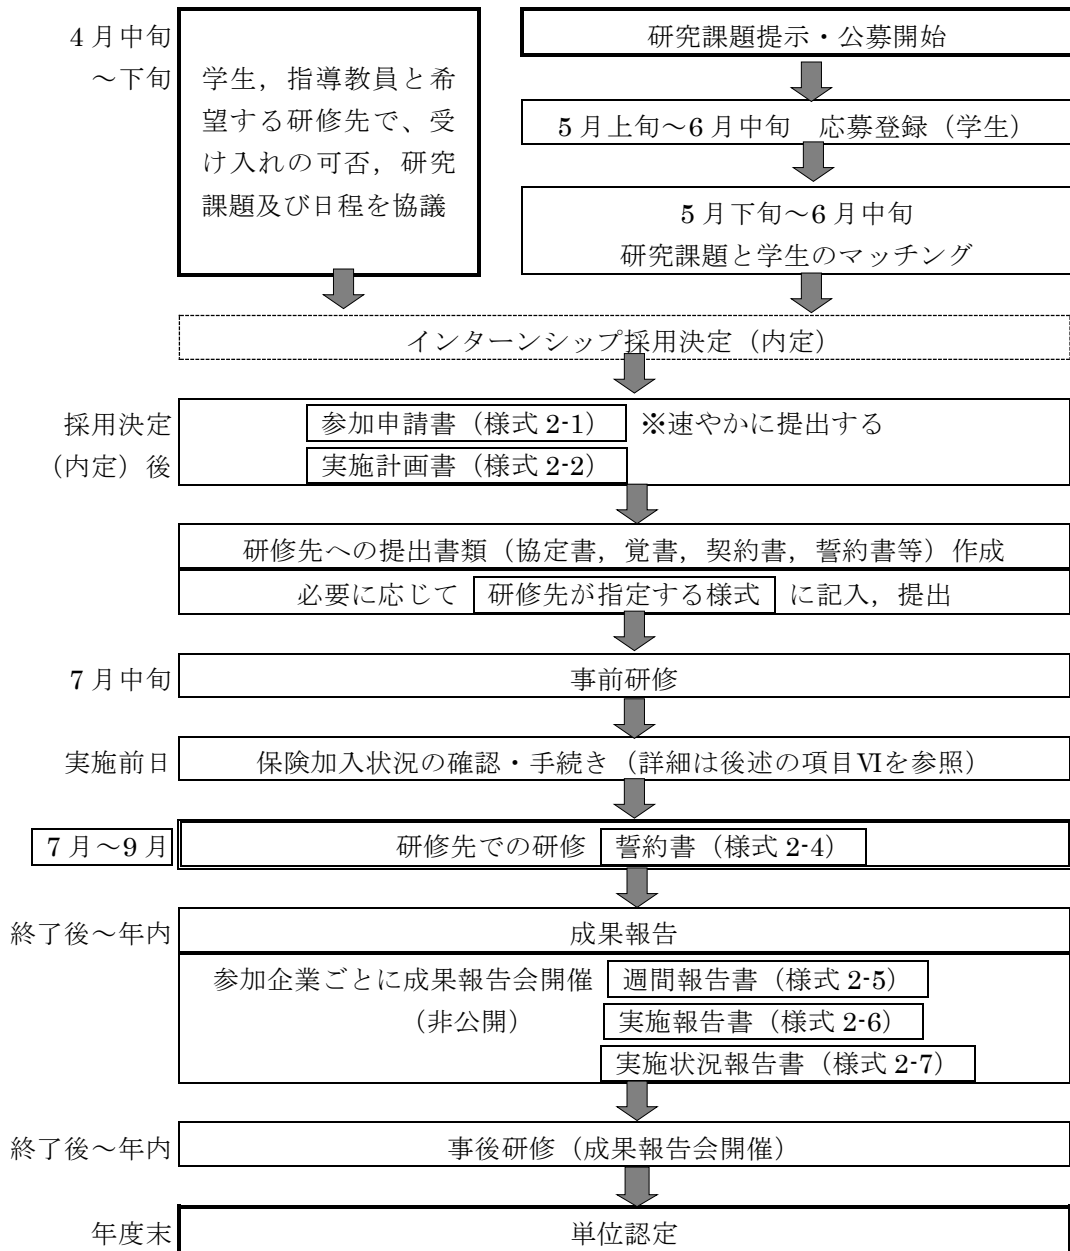 4 月中旬
～下旬
学生，指導教員と希
望する研修先で、受
け入れの可否，研究
課題及び日程を協議
研究課題提示・公募開始
5 月上旬～6 月中旬　応募登録（学生）
5 月下旬～6 月中旬
研究課題と学生のマッチング
インターンシップ採用決定（内定）
採用決定
（内定）後
参加申請書（様式 2-1） ※速やかに提出する
実施計画書（様式 2-2）
研修先への提出書類（協定書，覚書，契約書，誓約書等）作成
必要に応じて 研修先が指定する様式 に記入，提出
7 月中旬 事前研修
実施前日 保険加入状況の確認・手続き（詳細は後述の項目Ⅵを参照）
7 月～9 月 研修先での研修 誓約書（様式 2-4）
終了後～年内 成果報告
参加企業ごとに成果報告会開催 週間報告書（様式 2-5）
（非公開） 実施報告書（様式 2-6）
実施状況報告書（様式 2-7）
終了後～年内 事後研修（成果報告会開催）
年度末 単位認定